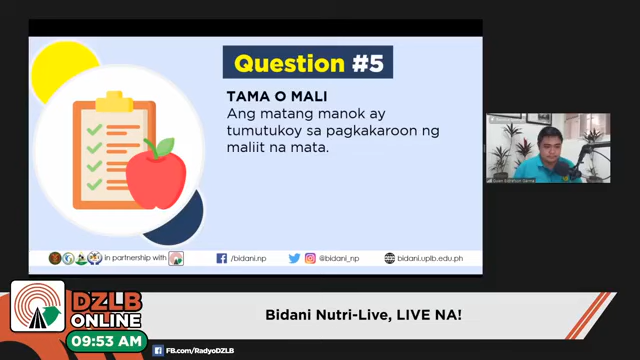 Question #5
TAMA O MALI
Ang matang manok ay
tumutukoy sa pagkakaroon ng
maliit na mata.
in partnership with
/bidani.np
@bidani_np
bidani.uplb.edu.ph
DZLB
ONLINE
09:53 AM
Bidani Nutri-Live, LIVE NA!
FB.com/RadyoDZLB